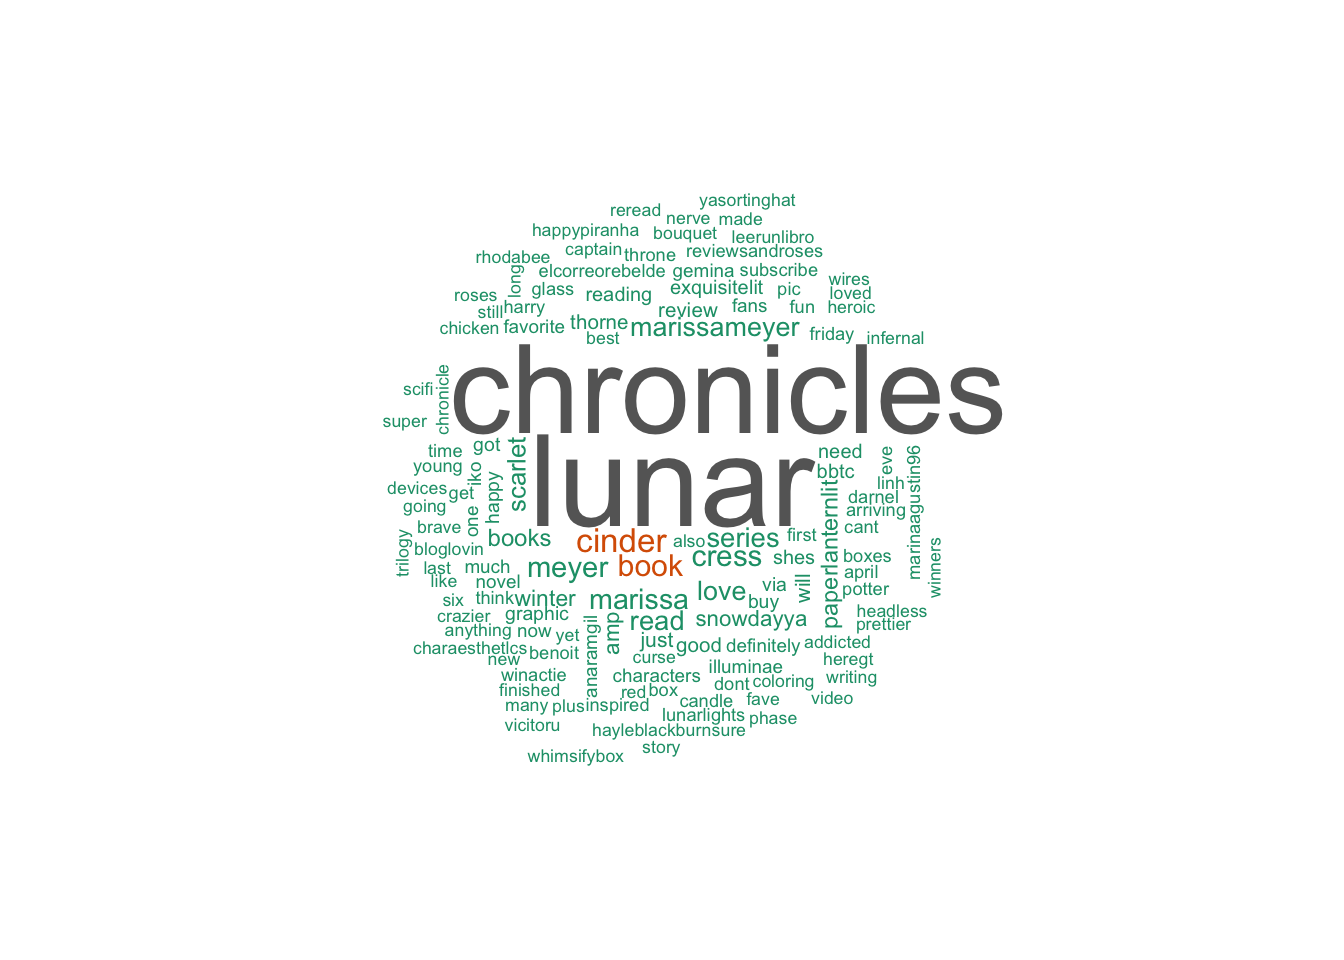 yasortinghat
reread
nerve made
happypiranha bouquet leerunlibro
rhodabee captain throne reviewsandroses
long elcorreorebelde gemina subscribe
roses glass reading exquisitelit pic wires loved
still harry review fans fun heroic
chicken favorite thorne marissameyer friday infernal
best
chronicles
scifi chronicle
super
lunar
time got scarlet need eve marinaagustin96
young iko bbtc linh
devices get happy paperlanternlit darnel
going one arriving
brave books cinder also series first cant
trilogy bloglovin book cress shes boxes winners
last much meyer april
like novel love via will potter
six think winter marissa buy
crazier graphic read snowdayya headless
anything now yet anaramgil amp just good definitely addicted prettier
charaesthetlcs new benoit curse illuminae heregt
winactie characters dont coloring writing
finished red box
many plus inspired candle fave video
vicitoru lunarlights phase
hayleblackburnsure
story
whimsifybox